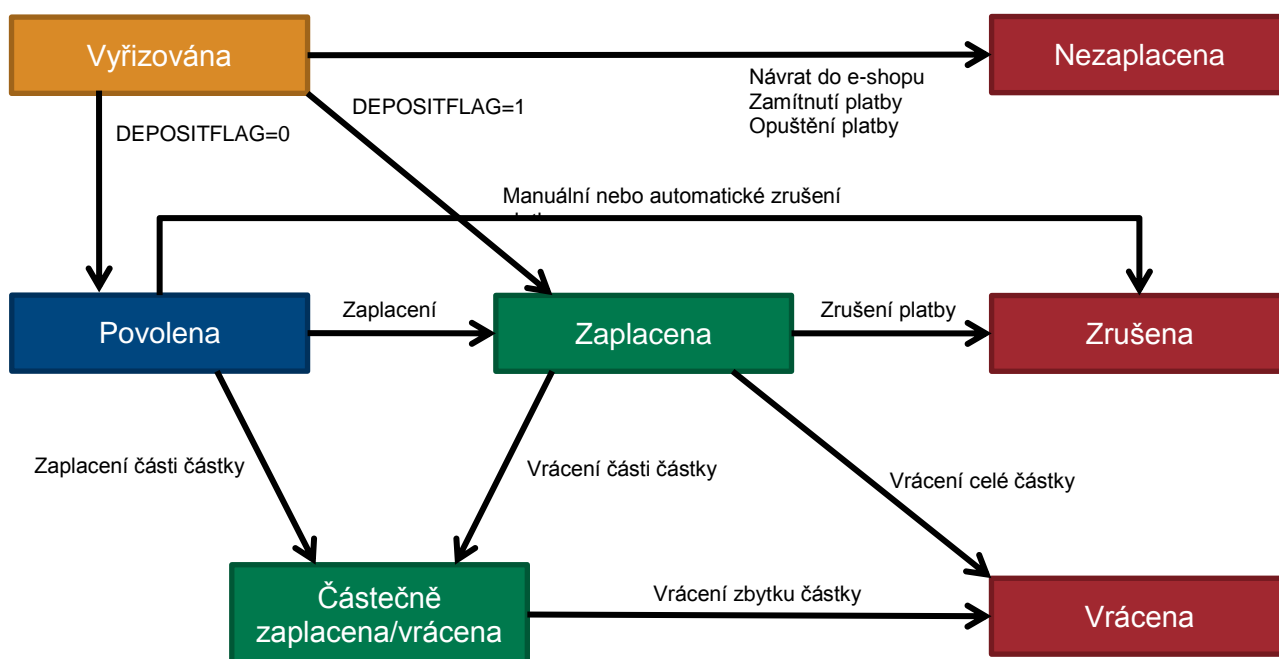 Vyřizována
Nezaplacena
Návrat do e-shopu
Zamítnutí platby
Opuštění platby
DEPOSITFLAG=1
DEPOSITFLAG=0
Manuální nebo automatické zrušení
Povolena
Zaplacení
Zaplacena
Zrušení platby
Zrušena
Zaplacení části částky
Vrácení části částky
Vrácení celé částky
Částečně
zaplacena/vrácena
Vrácení zbytku částky
Vrácena